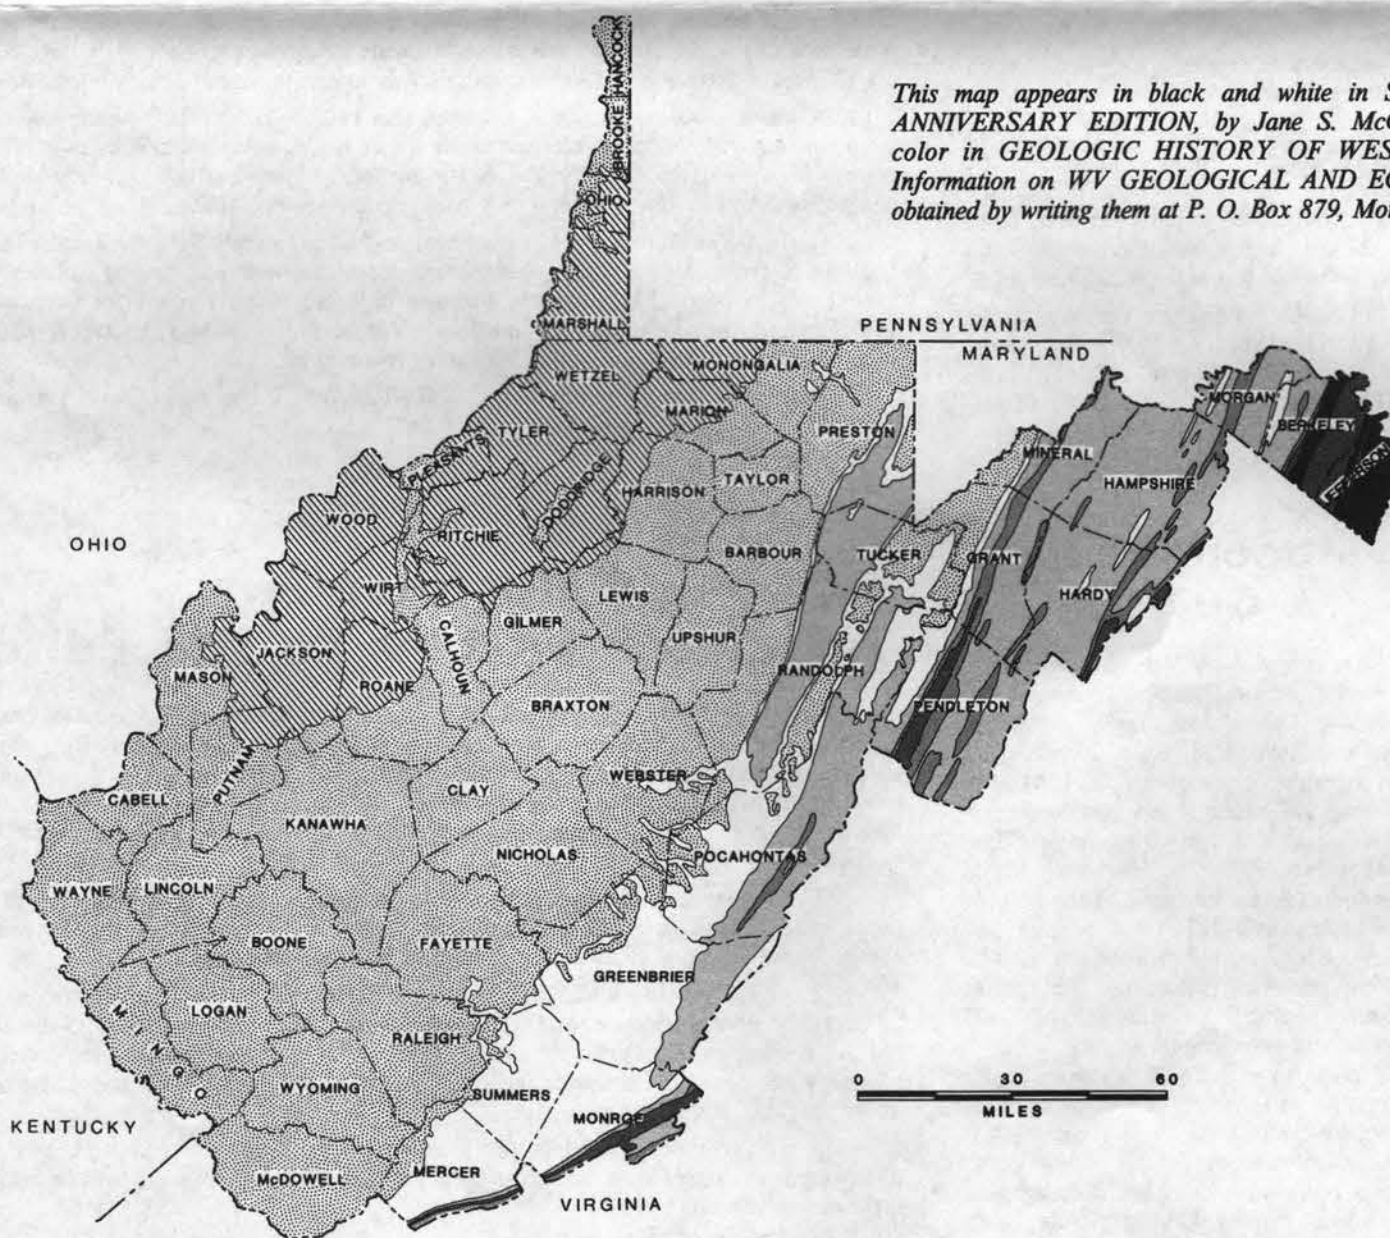 This map appears in black and white in
ANNIVERSARY EDITION, by Jane S.
color in GEOLOGIC HISTORY OF
Information on WV GEOLOGICAL AND
obtained by writing them at P. O. Box 879,
HANCOCK
BROOKE
OHIO
MARSHALL
PENNSYLVANIA
MARYLAND
WETZEL
MONONGALIA
MORGAN
MARION
BERKELEY
TYLER
PRESTON
PLEASANTS
MINERAL
JEFFERSON
TAYLOR
HARRISON
HAMPSHIRE
DODDRIDGE
WOOD
RITCHIE
OHIO
BARBOUR
TUCKER
GRANT
WIRT
LEWIS
HARDY
GILMER
UPSHUR
CALHOUN
JACKSON
MASON
RANDOLPH
ROANE
BRAXTON
PENDLETON
PUTNAM
WEBSTER
CLAY
CABELL
KANAWHA
NICHOLAS
POCAHONTAS
LINCOLN
WAYNE
BOONE
FAYETTE
GREENBRIER
LOGAN
MINGO
RALEIGH
WYOMING
SUMMERS
0 30 60
MILES
MONROE
KENTUCKY
MERCER
McDOWELL
VIRGINIA